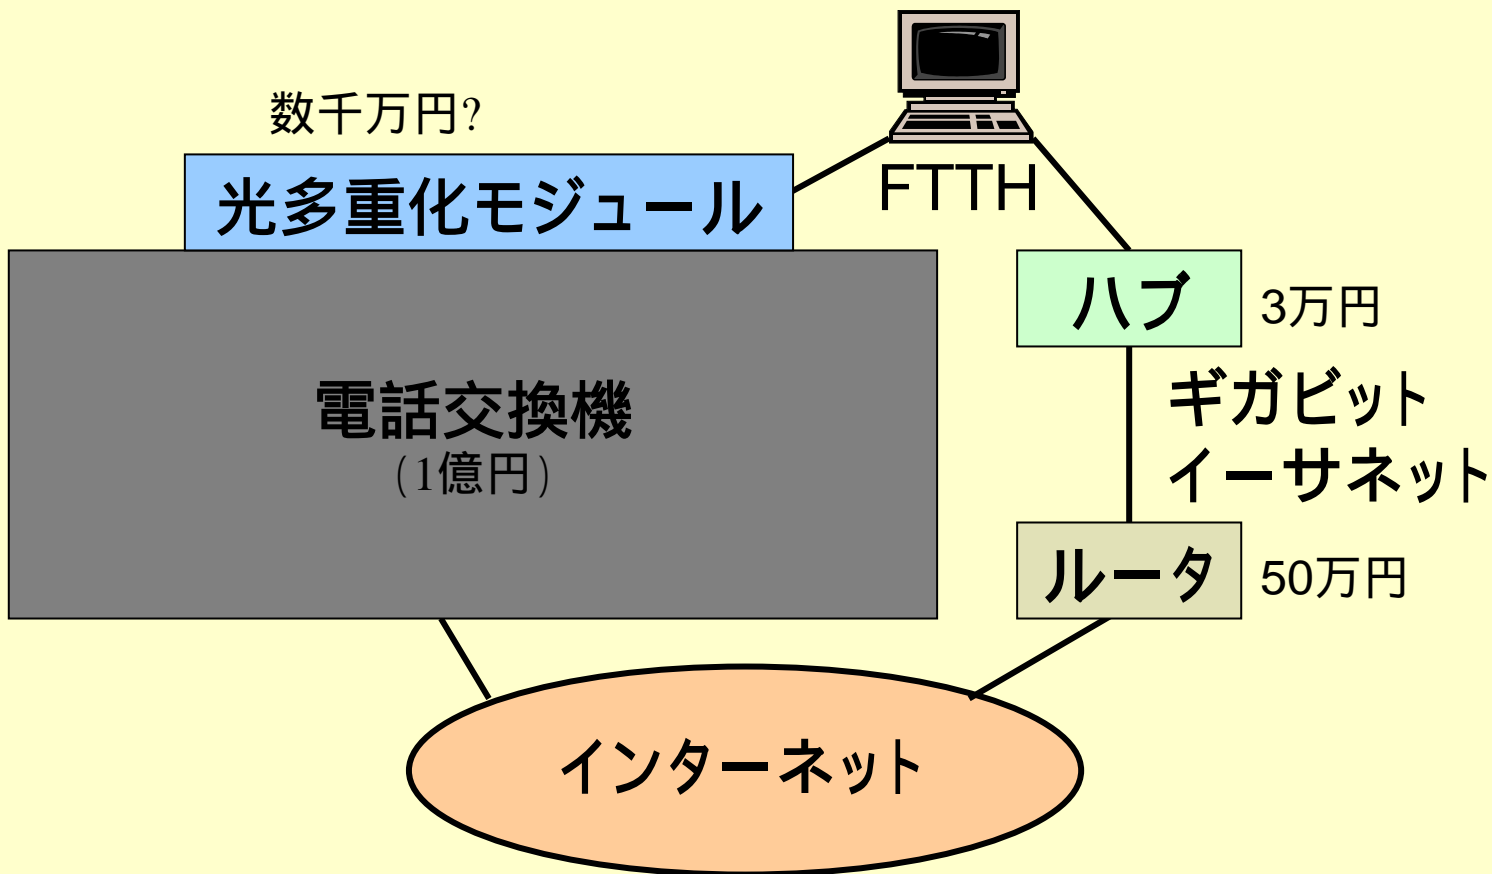 数千万円?
光多重化モジュール
FTTH
ハブ
3万円
電話交換機
(1億円)
ギガビット
イーサネット
ルータ
50万円
インターネット